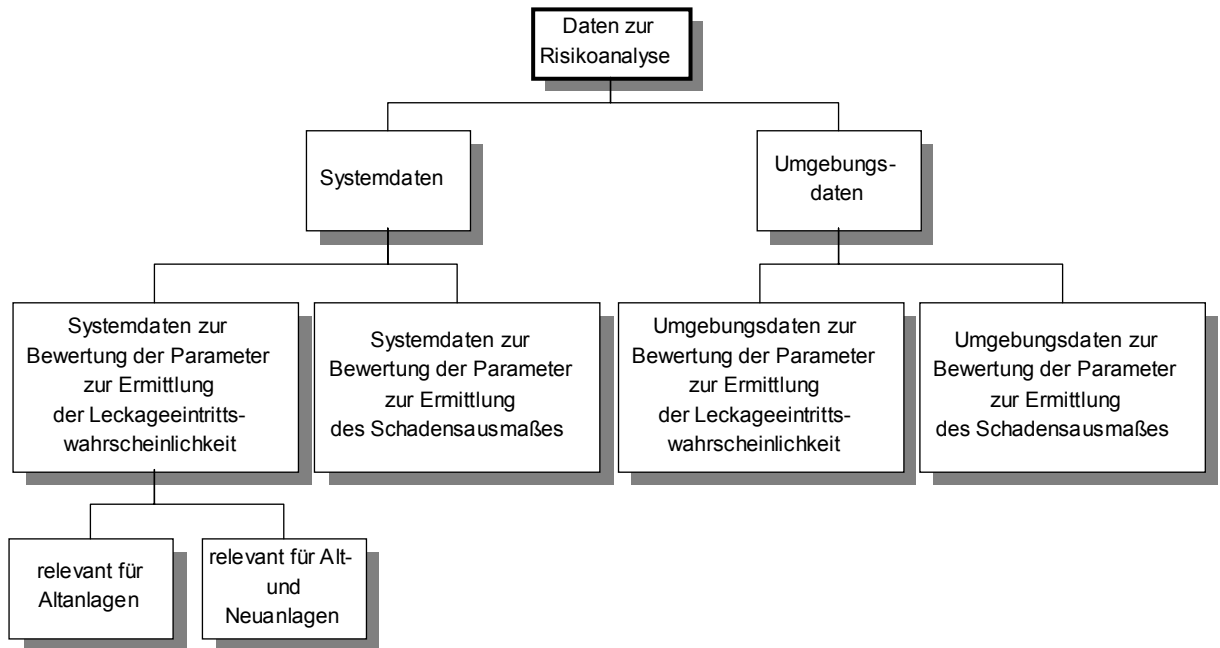 Daten zur
Risikoanalyse
Systemdaten
Umgebungs-
daten
Systemdaten zur
Bewertung der Parameter
zur Ermittlung
der Leckageeintritts-
wahrscheinlichkeit
Systemdaten zur
Bewertung der Parameter
zur Ermittlung
des Schadensausmaßes
Umgebungsdaten zur
Bewertung der Parameter
zur Ermittlung
der Leckageeintritts-
wahrscheinlichkeit
Umgebungsdaten zur
Bewertung der Parameter
zur Ermittlung
des Schadensausmaßes
relevant für
Altanlagen
relevant für Alt-
und
Neuanlagen